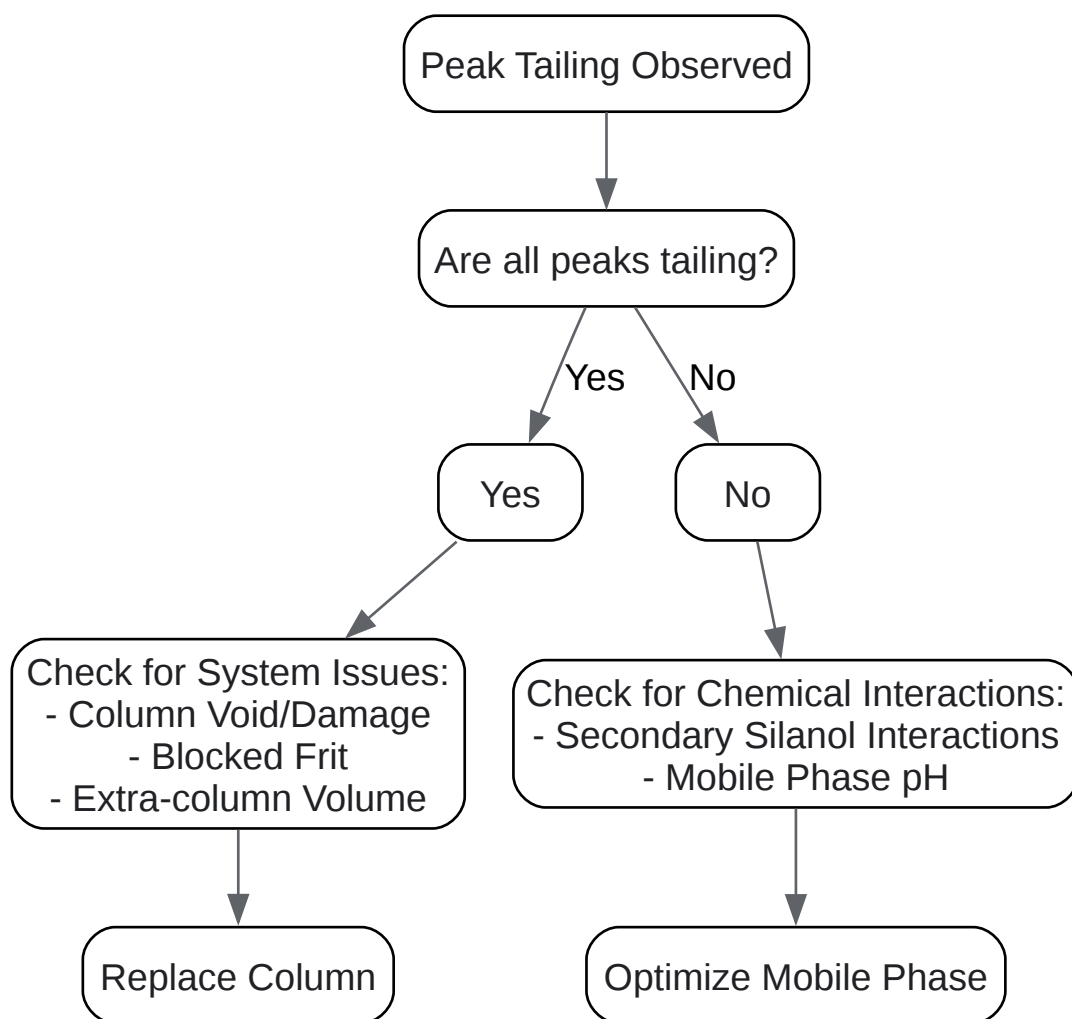 Peak Tailing Observed
Are all peaks tailing?
Yes
No
Yes
No
Check for System Issues:
- Column Void/Damage
- Blocked Frit
- Extra-column Volume
Check for Chemical Interactions:
- Secondary Silanol Interactions
- Mobile Phase pH
Replace Column
Optimize Mobile Phase